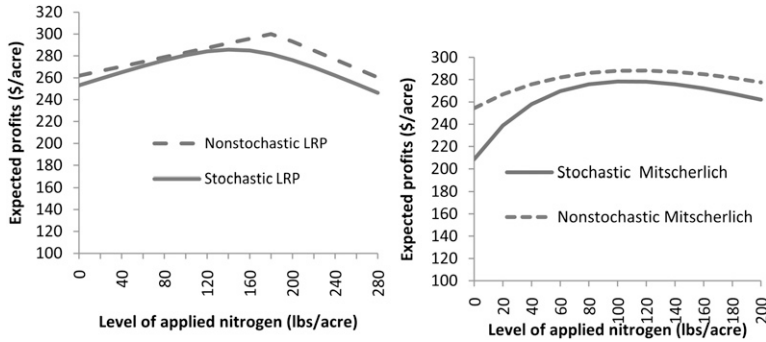 Expected profits ($/acre)
320
300
280
260
240
220
200
180
160
140
120
100
Nonstochastic LRP
Stochastic LRP
0 40 80 120 160 200 240 280
Level of applied nitrogen (lbs/acre)
Expected profits ($/acre)
300
280
260
240
220
200
180
160
140
120
100
Stochastic Mitscherlich
Nonstochastic Mitscherlich
0 20 40 60 80 100 120 140 160 180 200
Level of applied nitrogen (lbs/acre)